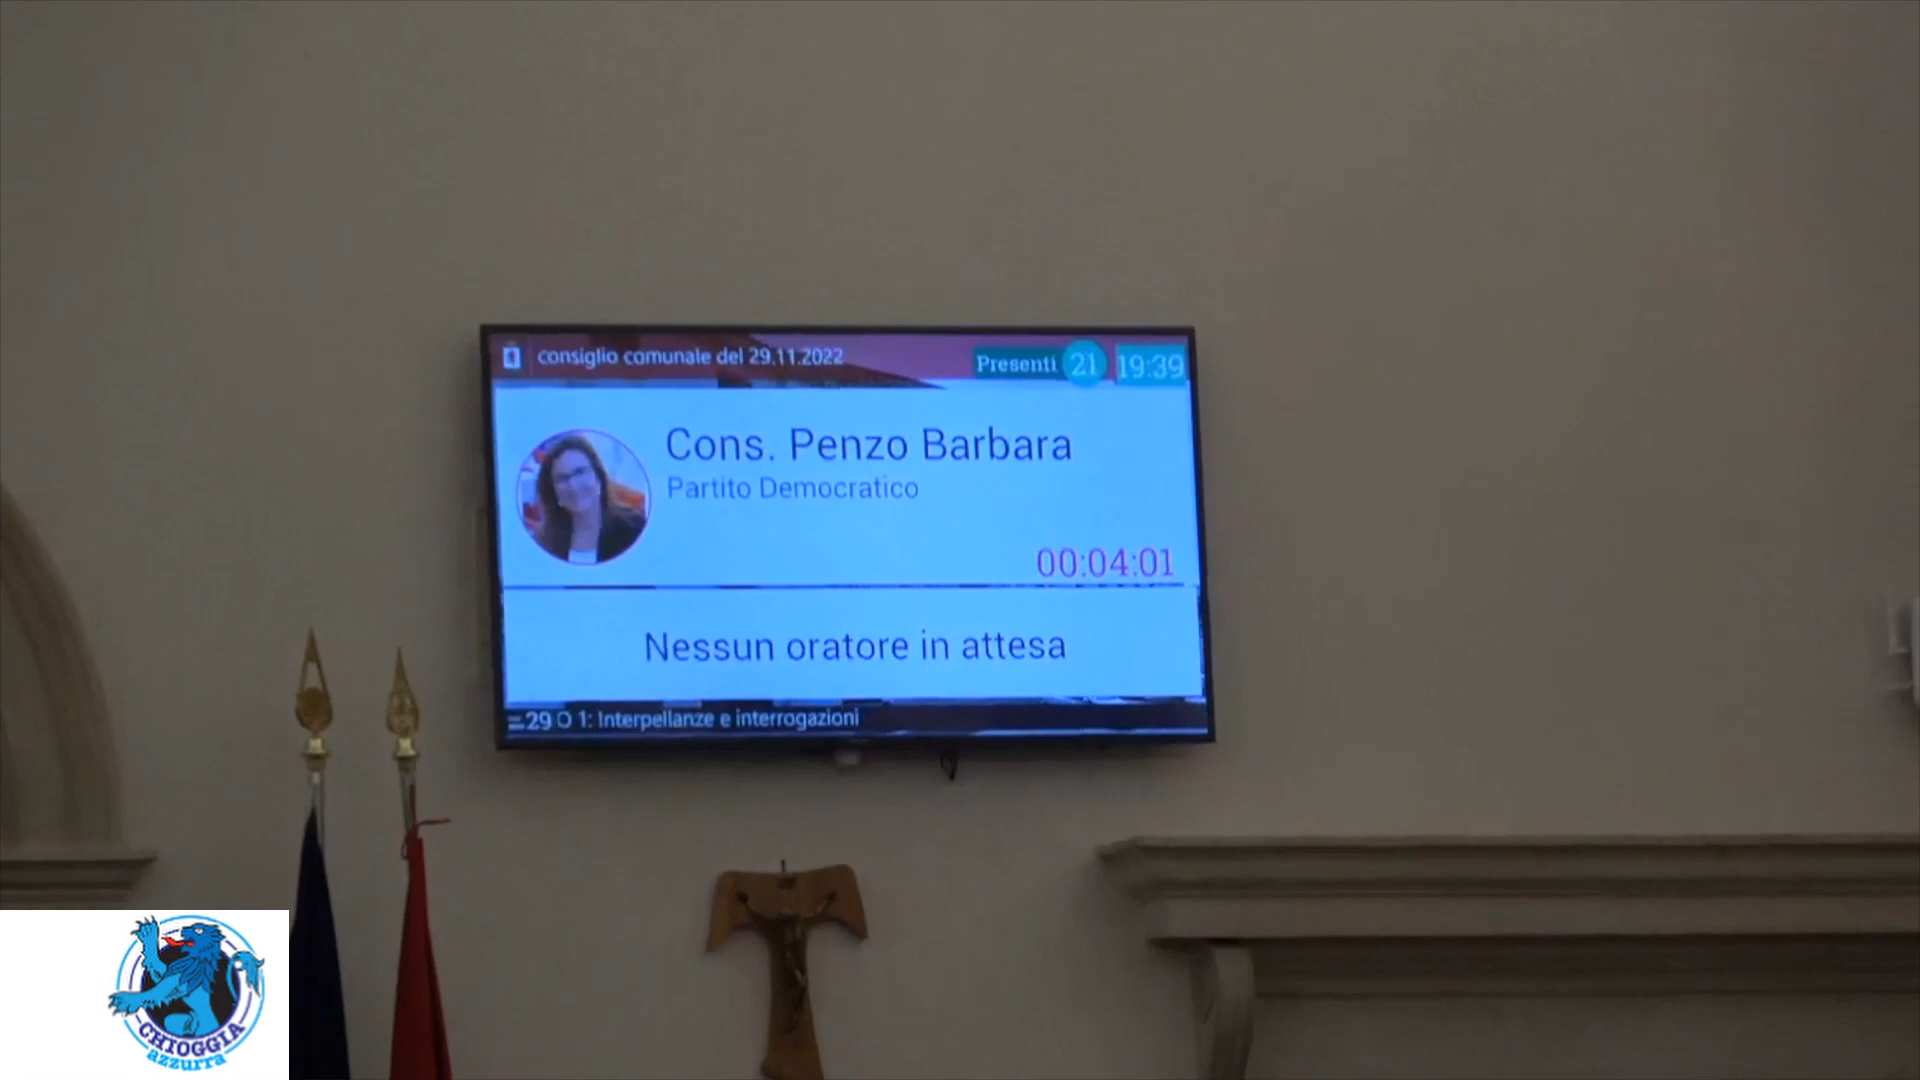 consiglio comunale del 29.11.2022
Presenti 21 19:39
Cons. Penzo Barbara
Partito Democratico
00:04:01
Nessun oratore in attesa
1: Interpellanze e interrogazioni
CHIOGGIA
azzurra